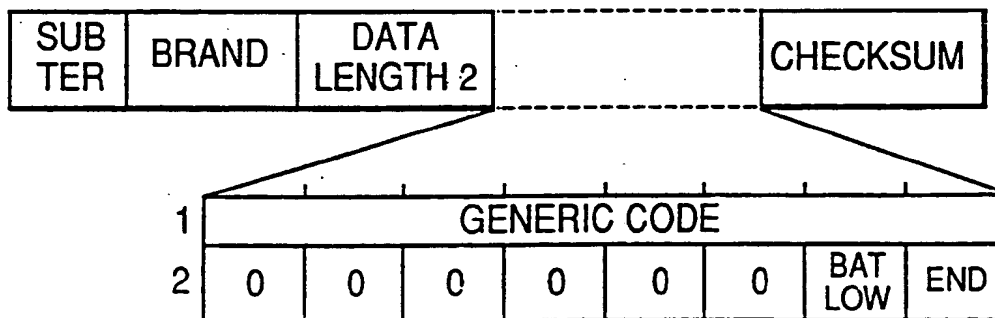 SUB TER
BRAND
DATA LENGTH 2
CHECKSUM
1 GENERIC CODE
2 0 0 0 0 0 0 BAT LOW END